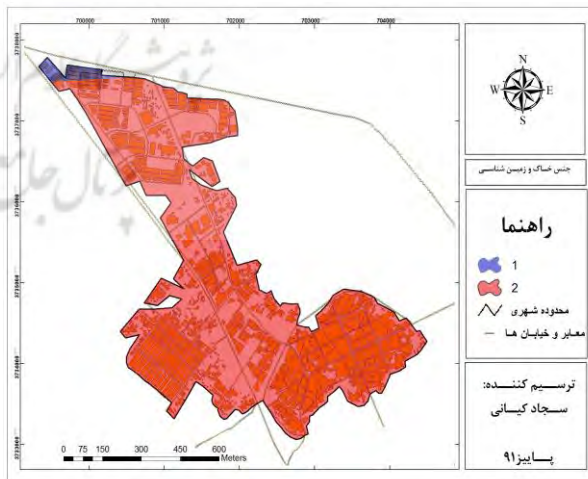 700000 701000 702000 703000 704000
N
W E
S
جنس خاک و زمین شناسی
راهنما
1
2
محدوده شهری
معابر و خیابان ها
ترسیم کننده:
سجاد کیانی
پاییز۹۱
0 75 150 300 450 600
Meters